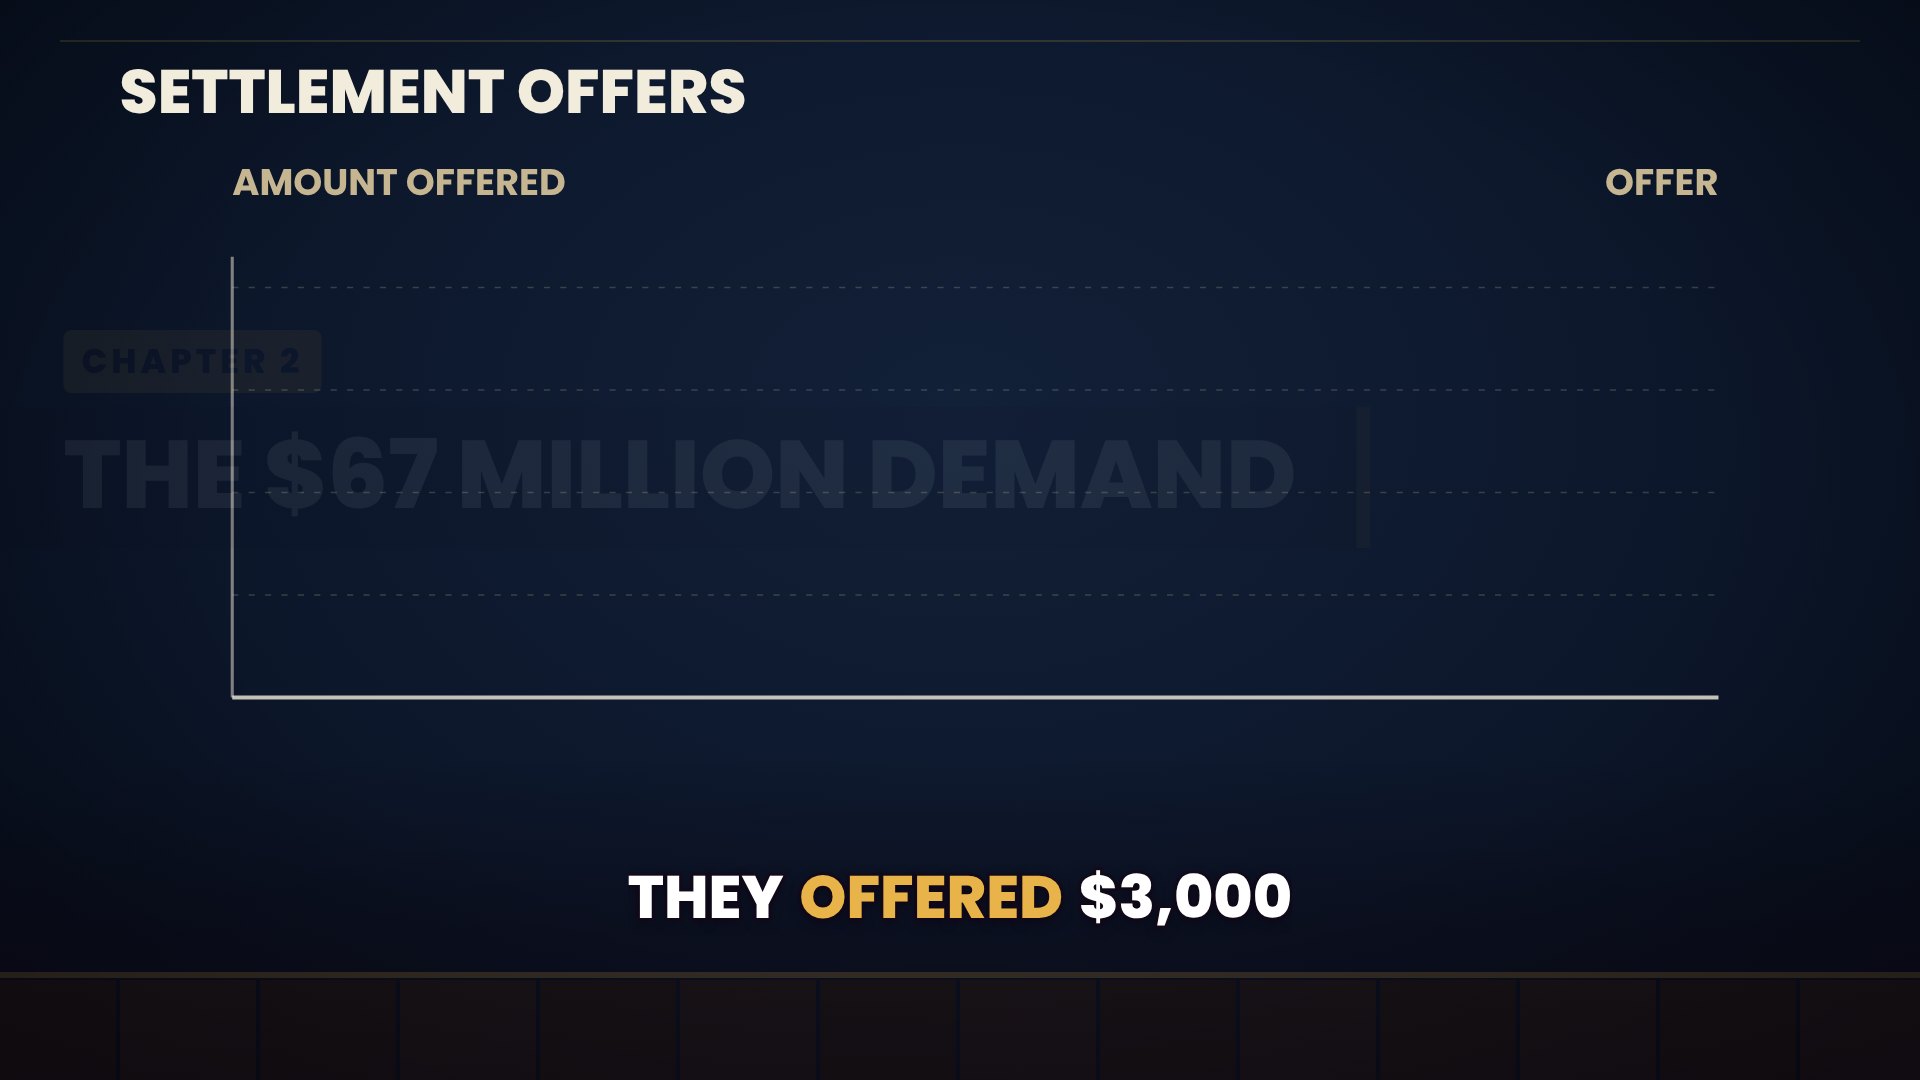 SETTLEMENT OFFERS
AMOUNT OFFERED
OFFER
CHAPTER 2
THE $67 MILLION DEMAND
THEY OFFERED $3,000